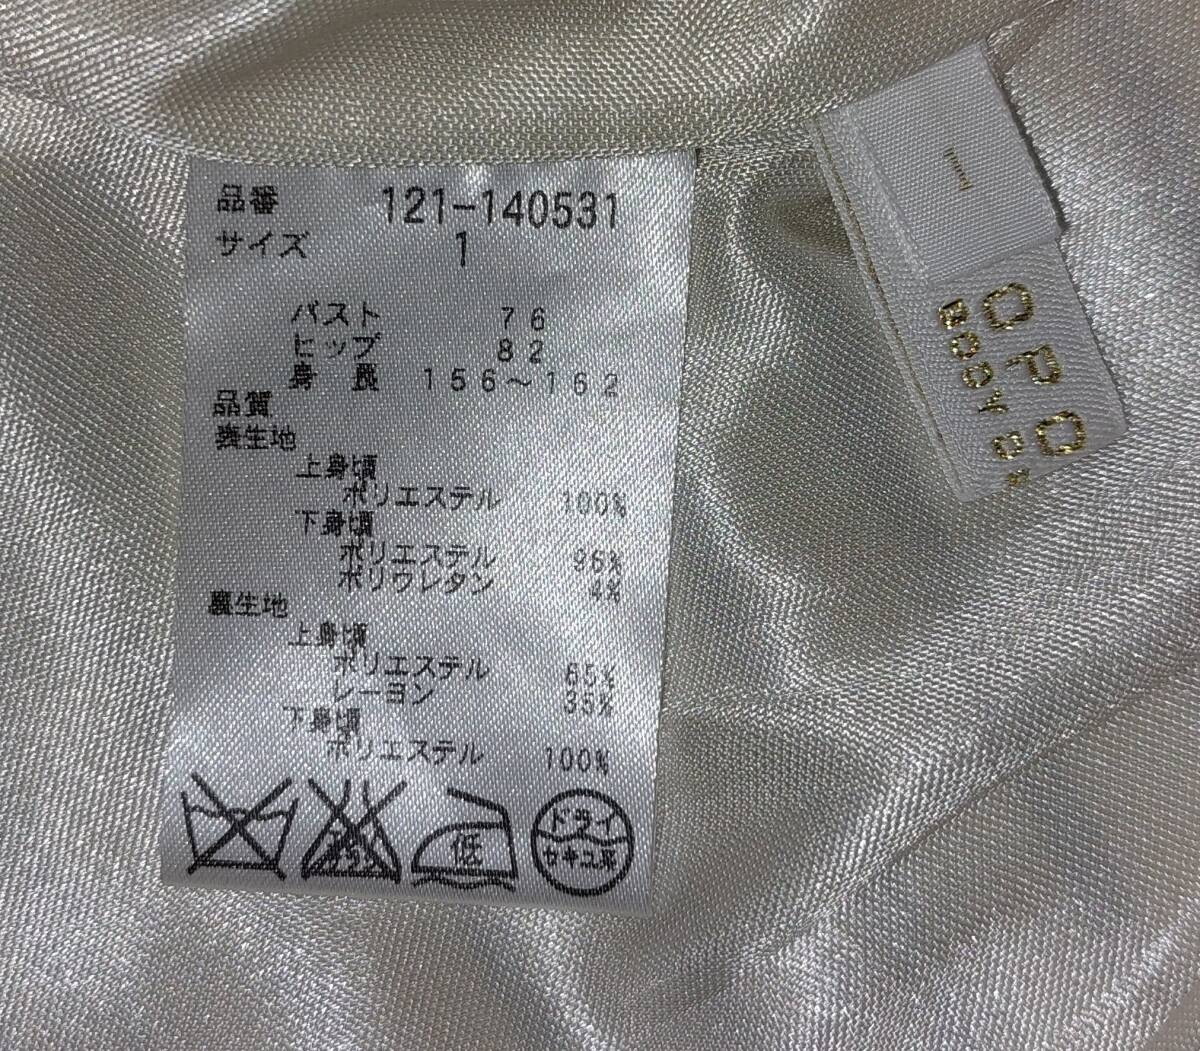 品番 121-140531
サイズ 1
バスト 76
ヒップ 82
身長 156~162
品質
表生地
上身頃
ポリエステル 100%
下身頃
ポリエステル 96%
ポリウレタン 4%
裏生地
上身頃
ポリエステル 65%
レーヨン 35%
下身頃
ポリエステル 100%
低
ドライ
セキユ系
1
OPO
BODY